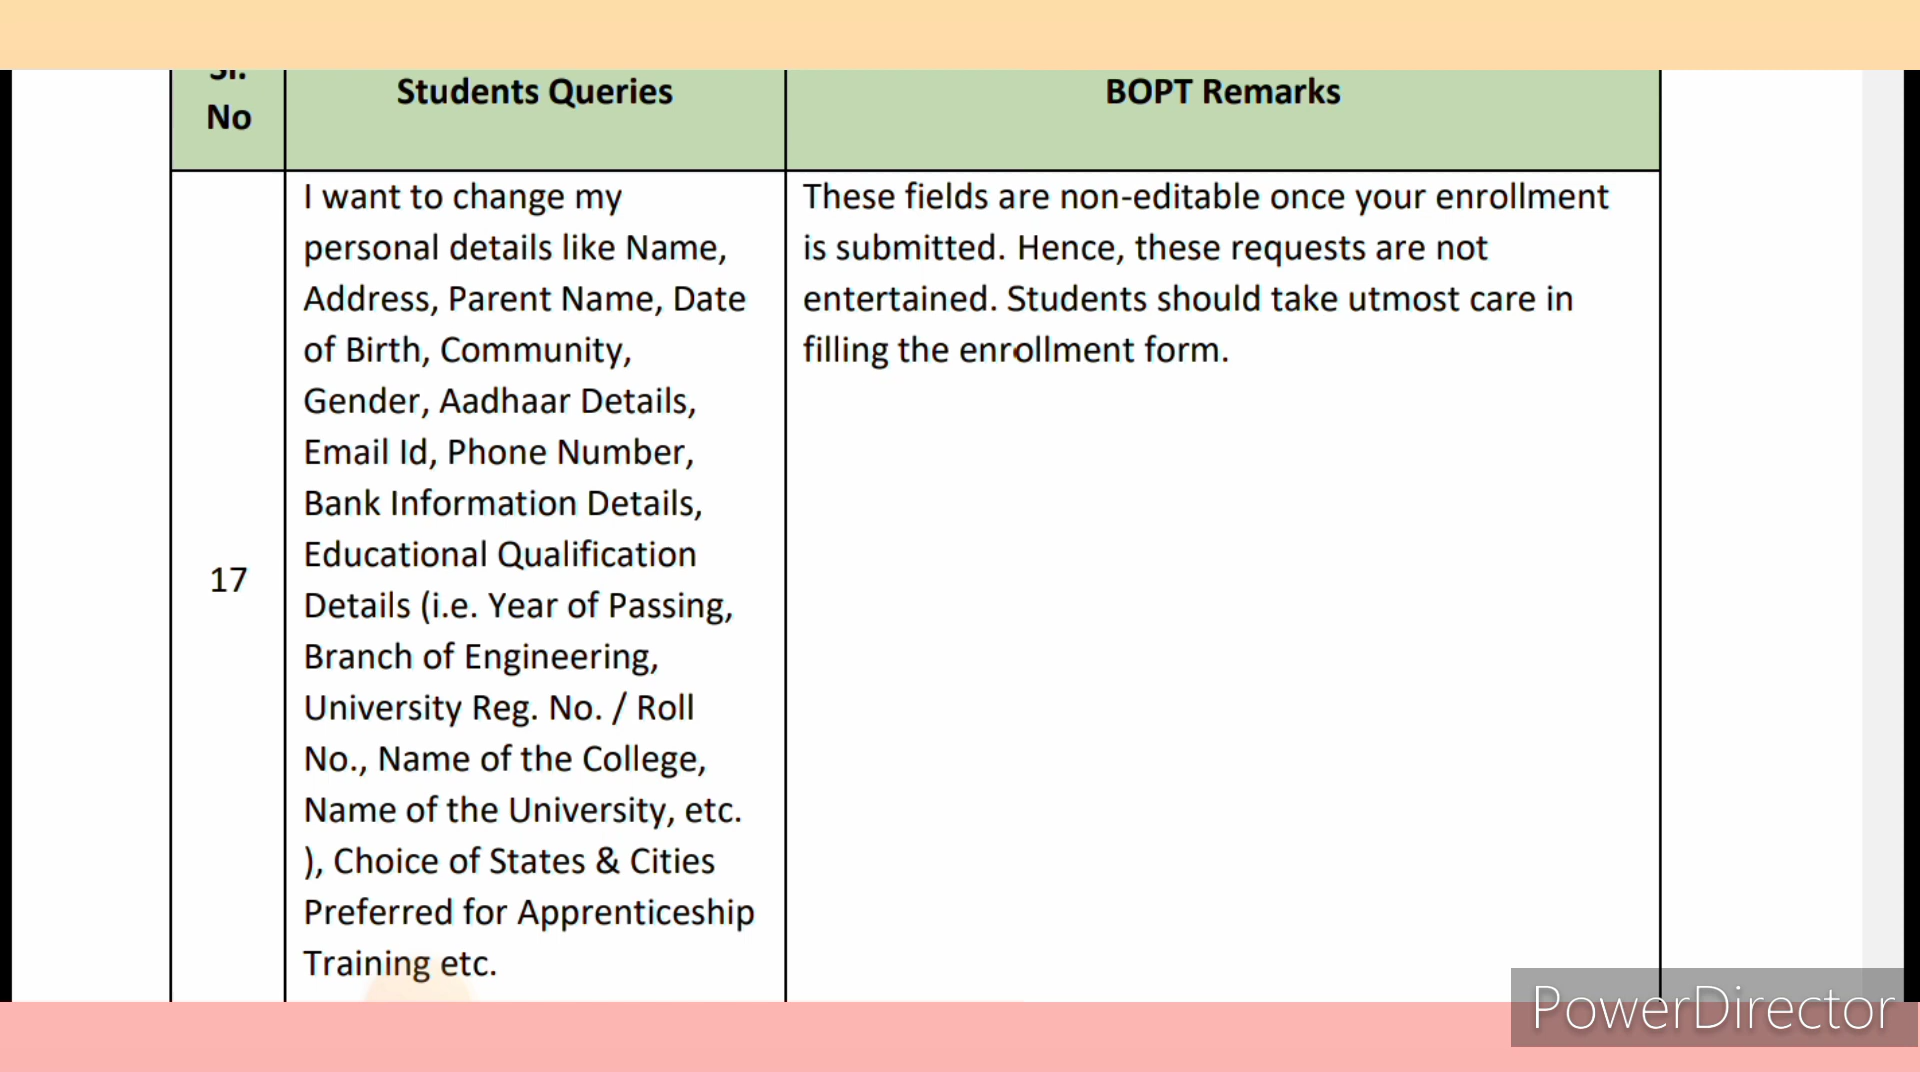 Sl.
No
Students Queries
BOPT Remarks
17
I want to change my
personal details like Name,
Address, Parent Name, Date
of Birth, Community,
Gender, Aadhaar Details,
Email Id, Phone Number,
Bank Information Details,
Educational Qualification
Details (i.e. Year of Passing,
Branch of Engineering,
University Reg. No. / Roll
No., Name of the College,
Name of the University, etc.
), Choice of States & Cities
Preferred for Apprenticeship
Training etc.
These fields are non-editable once your enrollment
is submitted. Hence, these requests are not
entertained. Students should take utmost care in
filling the enrollment form.
PowerDirector